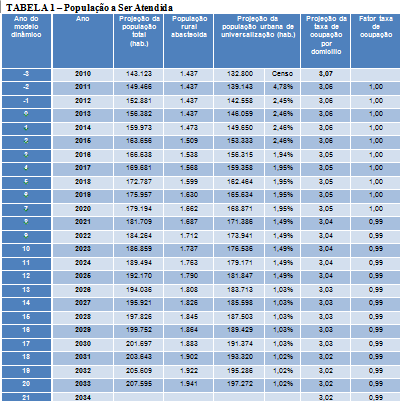 TABELA 1 – População a Ser Atendida
Ano do modelo dinâmico Ano Projeção da população total (hab.) População rural abastecida Projeção da população urbana de universalização (hab.) Projeção da taxa de ocupação por domicílio Fator taxa de ocupação
-3 2010 143.123 1.437 132.800 Censo 3,07
-2 2011 149.466 1.437 139.143 4,78% 3,06 1,00
-1 2012 152.881 1.437 142.558 2,45% 3,06 1,00
0 2013 156.382 1.437 146.059 2,46% 3,06 1,00
1 2014 159.973 1.473 149.650 2,46% 3,06 1,00
2 2015 163.656 1.509 153.333 2,46% 3,05 1,00
3 2016 166.638 1.538 156.315 1,94% 3,05 1,00
4 2017 169.681 1.568 159.358 1,95% 3,05 1,00
5 2018 172.787 1.599 162.464 1,95% 3,05 1,00
6 2019 175.957 1.630 165.634 1,95% 3,05 1,00
7 2020 179.194 1.662 168.871 1,95% 3,05 1,00
8 2021 181.709 1.687 171.386 1,49% 3,04 0,99
9 2022 184.264 1.712 173.941 1,49% 3,04 0,99
10 2023 186.859 1.737 176.536 1,49% 3,04 0,99
11 2024 189.494 1.763 179.171 1,49% 3,04 0,99
12 2025 192.170 1.790 181.847 1,49% 3,04 0,99
13 2026 194.036 1.808 183.713 1,03% 3,03 0,99
14 2027 195.921 1.826 185.598 1,03% 3,03 0,99
15 2028 197.826 1.845 187.503 1,03% 3,03 0,99
16 2029 199.752 1.864 189.429 1,03% 3,03 0,99
17 2030 201.697 1.883 191.374 1,03% 3,03 0,99
18 2031 203.643 1.902 193.320 1,02% 3,02 0,99
19 2032 205.609 1.922 195.286 1,02% 3,02 0,99
20 2033 207.595 1.941 197.272 1,02% 3,02 0,99
21 2034 3,02 0,99